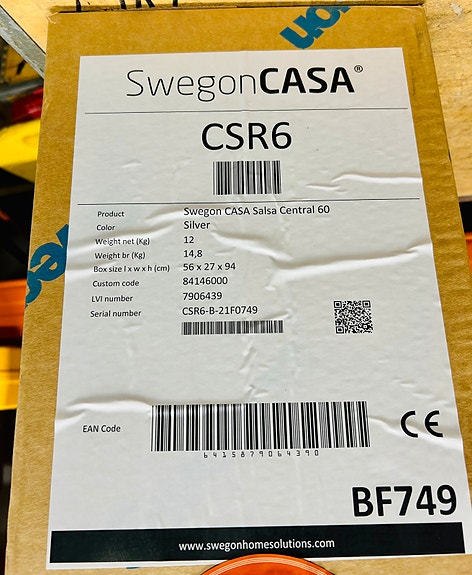 SwegonCASA®
CSR6
Product Swegon CASA Salsa Central 60
Color Silver
Weight net (Kg) 12
Weight br (Kg) 14,8
Box size l x w x h (cm) 56 x 27 x 94
Custom code 84146000
LVI number 7906439
Serial number CSR6-B-21F0749
EAN Code
6415879064390
CE
BF749
www.swegonhomesolutions.com